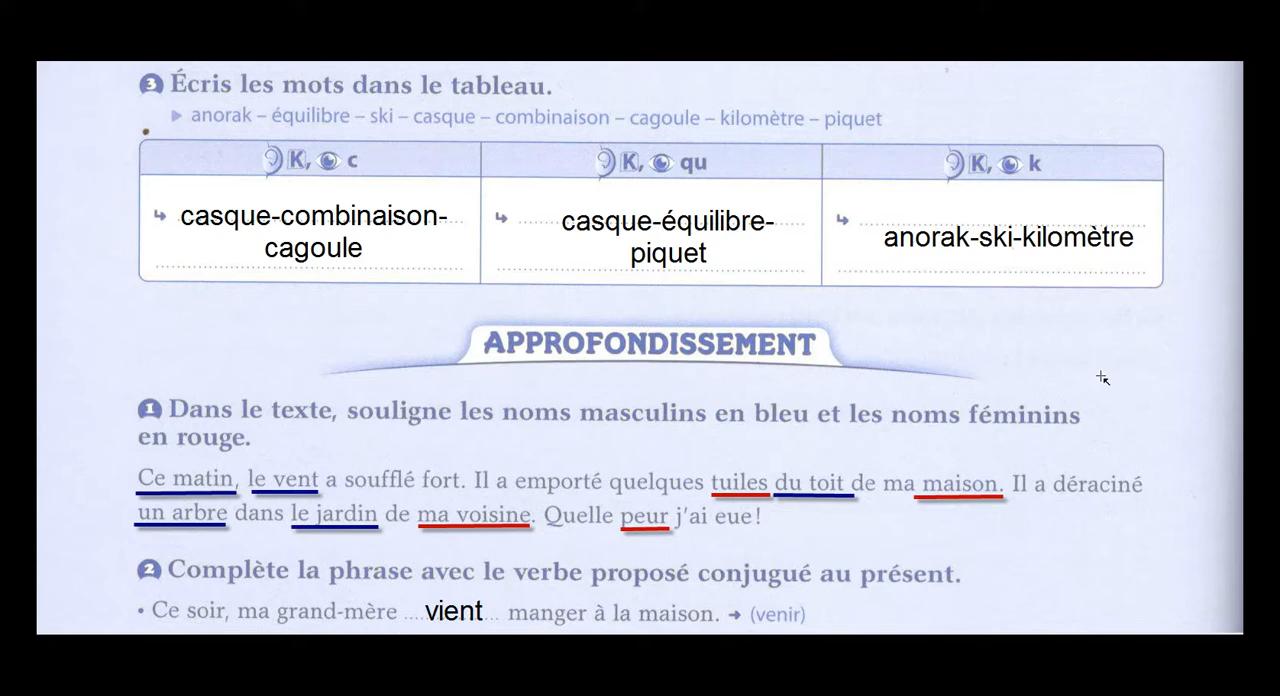 3 Écris les mots dans le tableau.
anorak – équilibre – ski – casque – combinaison – cagoule – kilomètre – piquet
K, c
K, qu
K, k
casque-combinaison-
cagoule
casque-équilibre-
piquet
anorak-ski-kilomètre
APPROFONDISSEMENT
1 Dans le texte, souligne les noms masculins en bleu et les noms féminins
en rouge.
Ce matin, le vent a soufflé fort. Il a emporté quelques tuiles du toit de ma maison. Il a déraciné
un arbre dans le jardin de ma voisine. Quelle peur j'ai eue !
2 Complète la phrase avec le verbe proposé conjugué au présent.
• Ce soir, ma grand-mère ....vient... manger à la maison. → (venir)